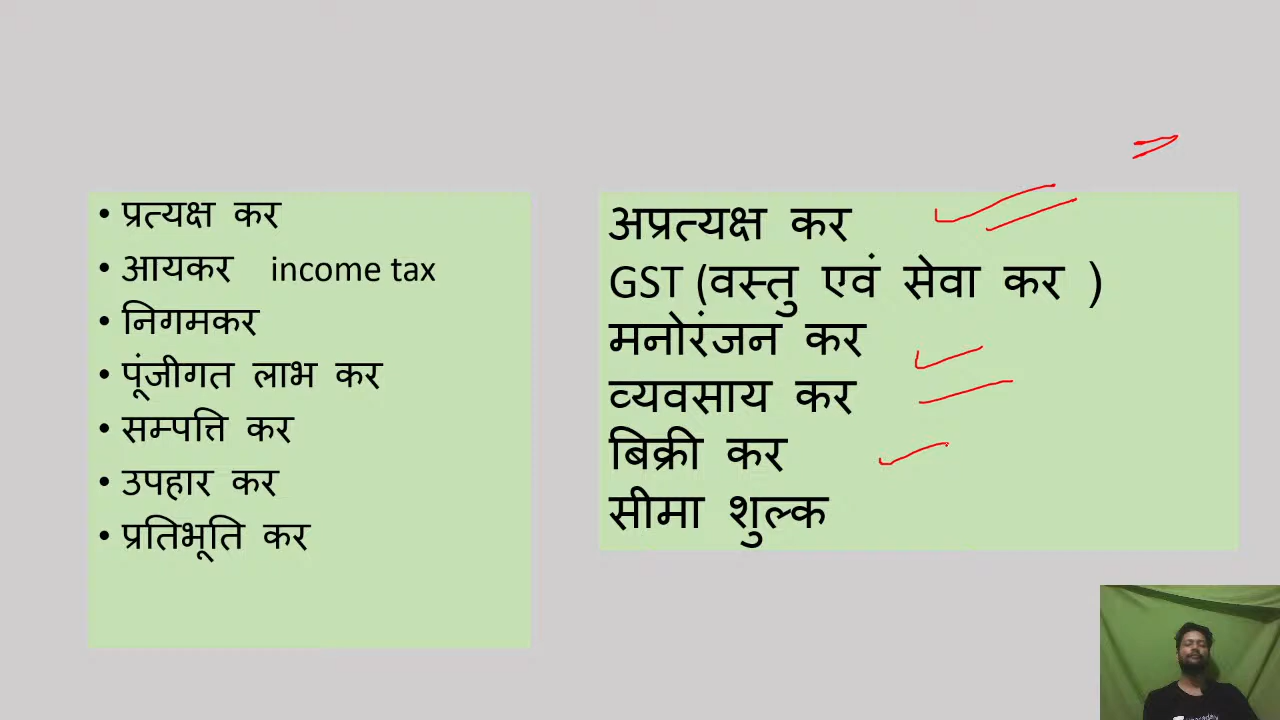 • प्रत्यक्ष कर
• आयकर income tax
• निगमकर
• पूंजीगत लाभ कर
• सम्पत्ति कर
• उपहार कर
• प्रतिभूति कर
अप्रत्यक्ष कर
GST (वस्तु एवं सेवा कर )
मनोरंजन कर
व्यवसाय कर
बिक्री कर
सीमा शुल्क